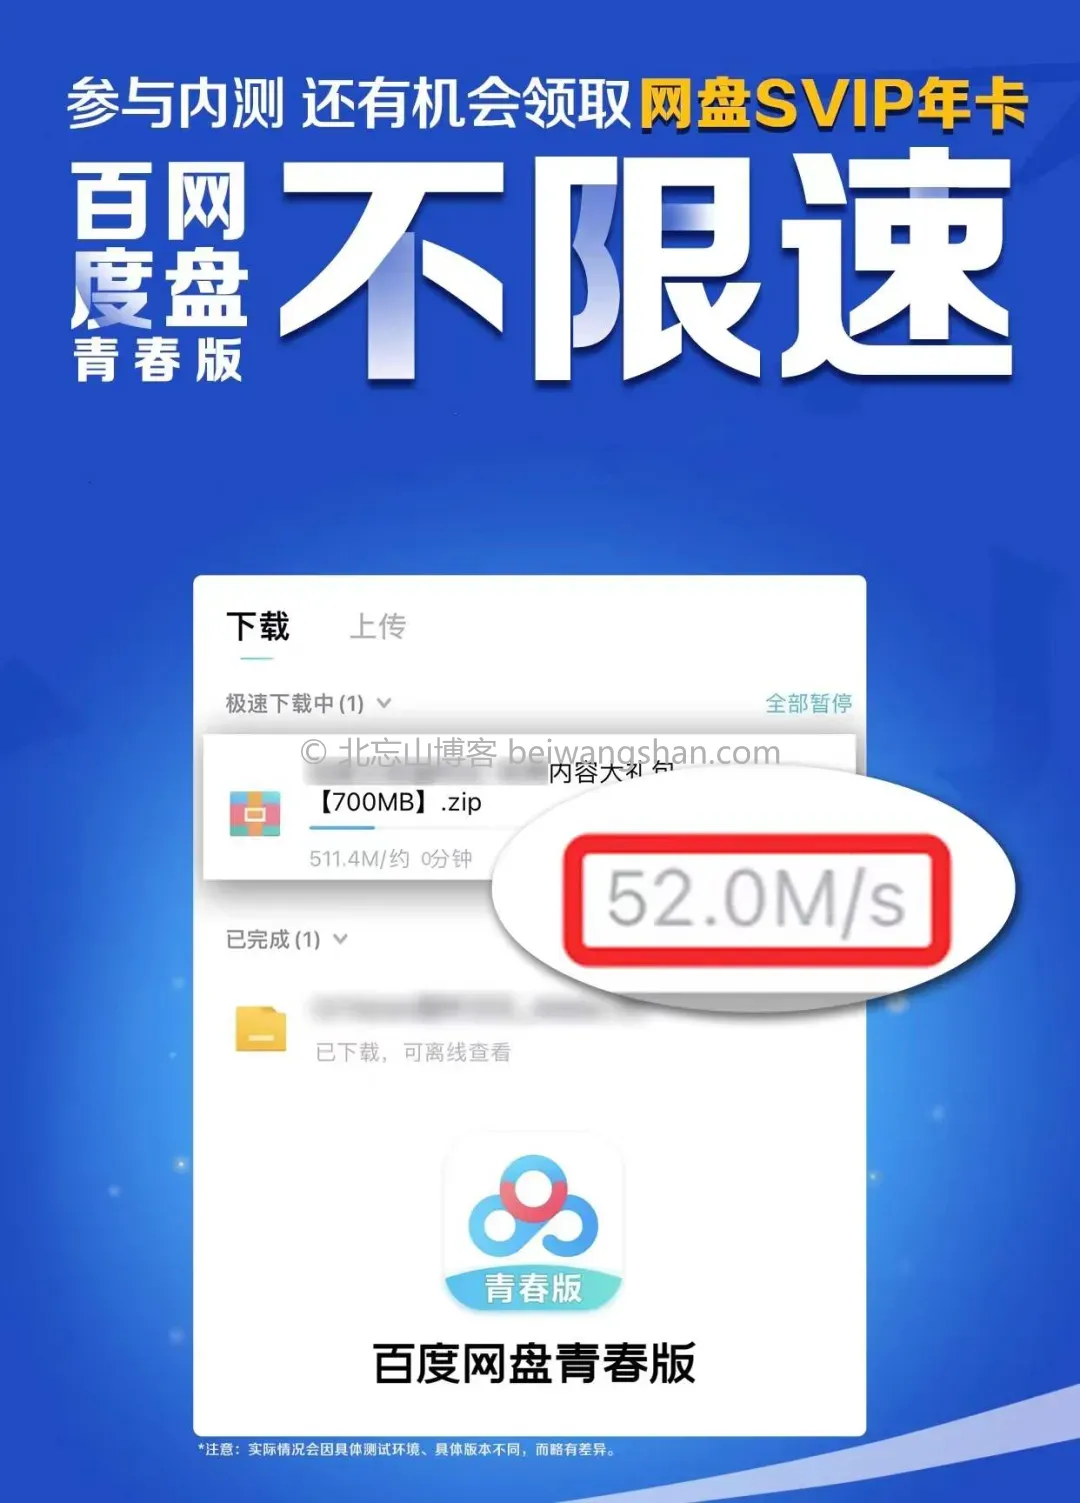 参与内测 还有机会领取网盘SVIP年卡
百度网盘青春版 不限速
下载 上传
极速下载中(1) 全部暂停
© 北忘山博客 beiwangshan.com
内容大礼包
【700MB】.zip
511.4M/约 0分钟
52.0M/s
已完成(1)
已下载，可离线查看
青春版
百度网盘青春版
*注意：实际情况会因具体测试环境、具体版本不同，而略有差异。